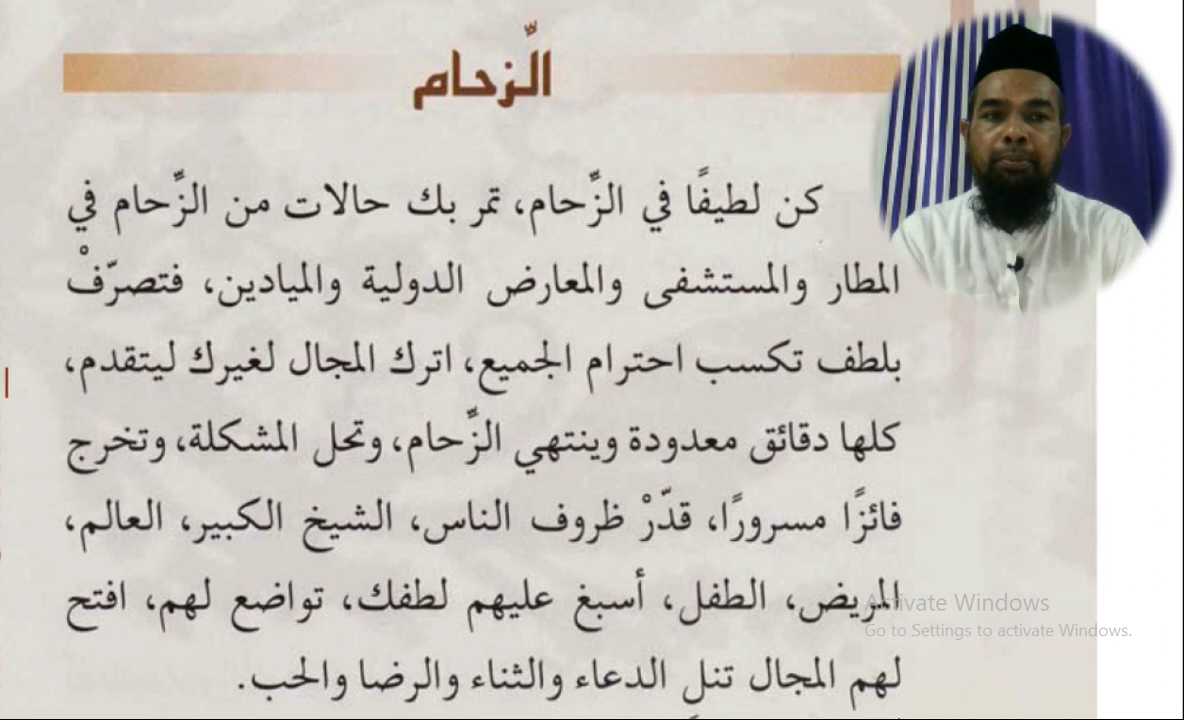 الزّحام
كن لطيفًا في الزِّحام، تمر بك حالات من الزِّحام في
المطار والمستشفى والمعارض الدولية والميادين، فتصرّفْ
بلطف تكسب احترام الجميع، اترك المجال لغيرك ليتقدم،
كلها دقائق معدودة وينتهي الزِّحام، وتحل المشكلة، وتخرج
فائزًا مسرورًا، قدّرْ ظروف الناس، الشيخ الكبير، العالم،
المريض، الطفل، أسبغ عليهم لطفك، تواضع لهم، افتح
لهم المجال تنل الدعاء والثناء والرضا والحب.
Activate Windows
Go to Settings to activate Windows.